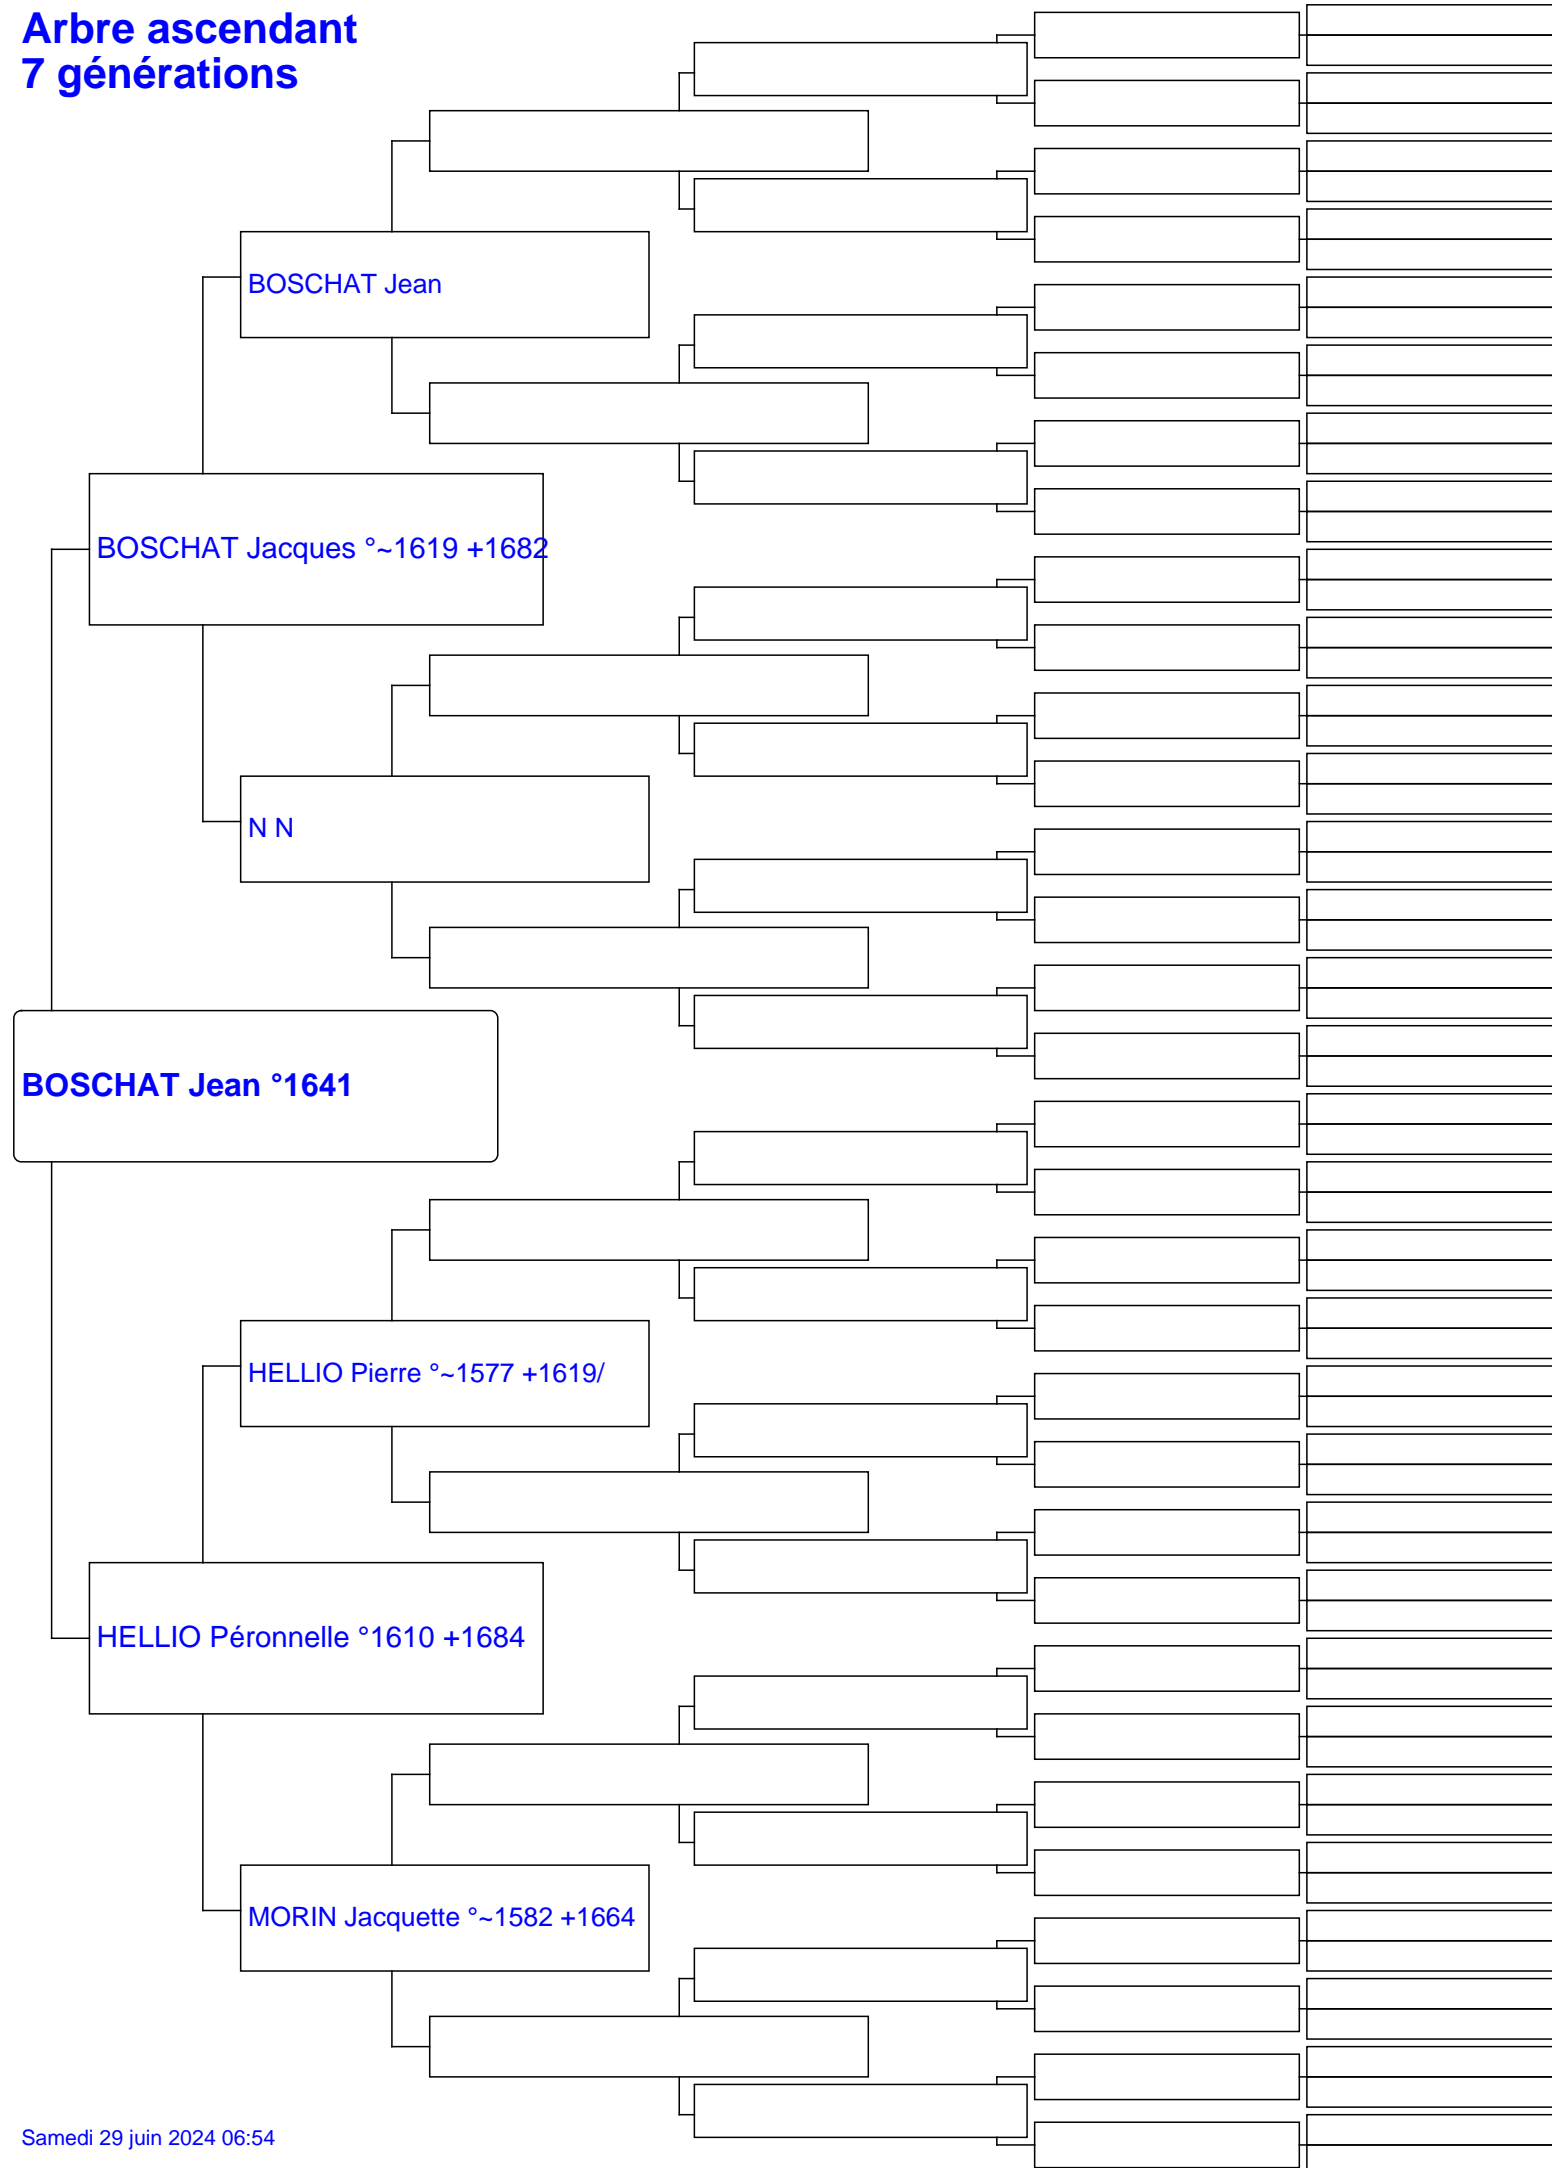 Arbre ascendant
7 générations
BOSCHAT Jean
BOSCHAT Jacques °~1619 +1682
N N
BOSCHAT Jean °1641
HELLIO Pierre °~1577 +1619/
HELLIO Péronnelle °1610 +1684
MORIN Jacquette °~1582 +1664
Samedi 29 juin 2024 06:54